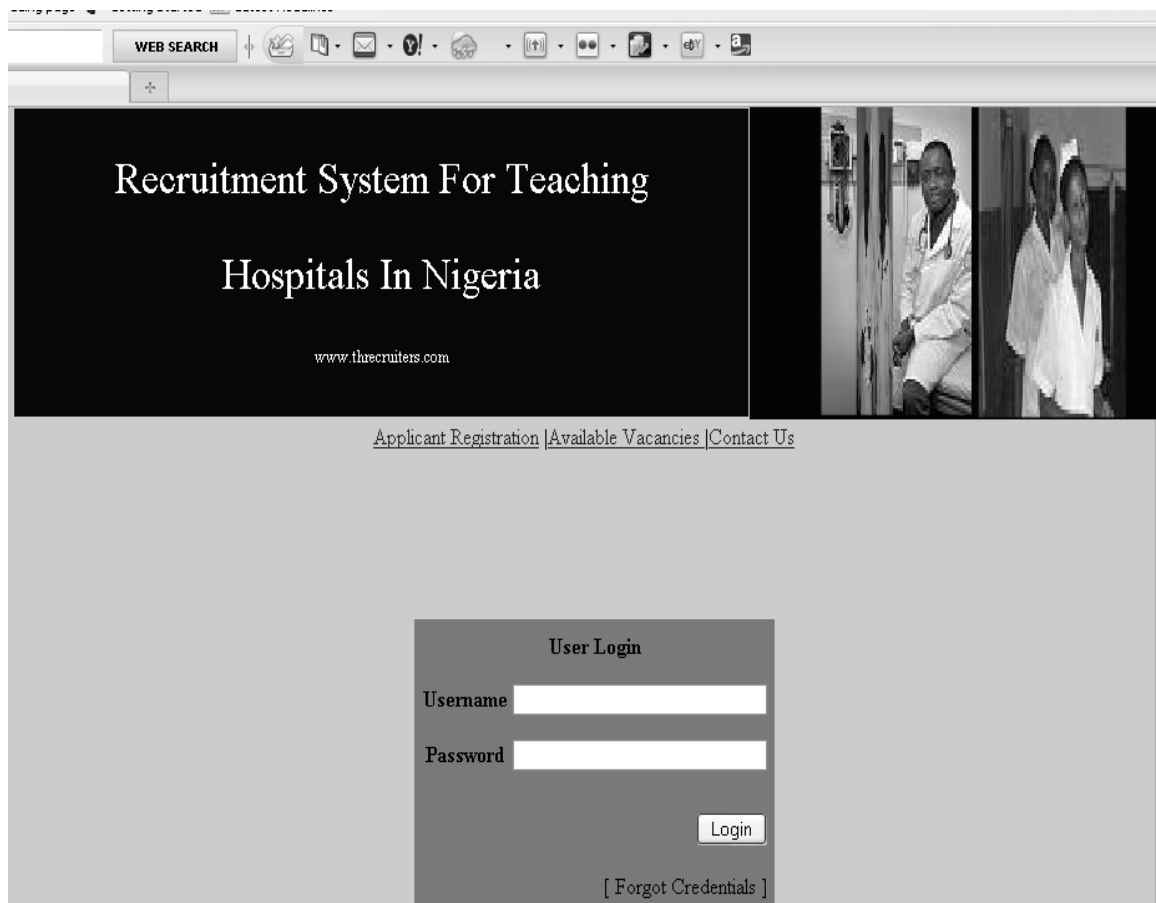 WEB SEARCH
Recruitment System For Teaching
Hospitals In Nigeria
www.threcruiters.com
Applicant Registration |Available Vacancies |Contact Us
User Login
Username
Password
Login
[ Forgot Credentials ]